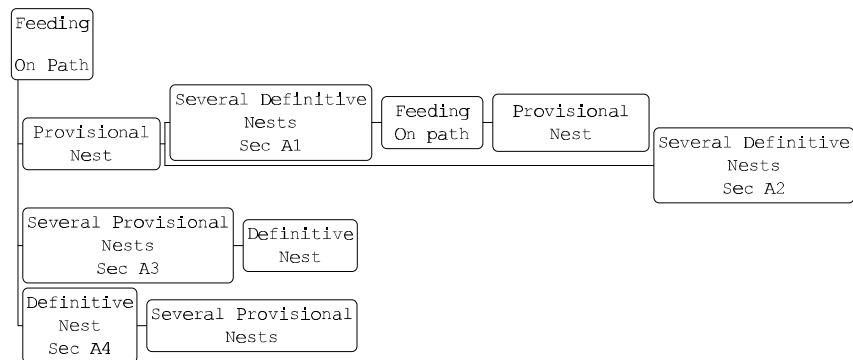 Feeding
On Path
Provisional
Nest
Several Definitive
Nests
Sec A1
Feeding
On path
Provisional
Nest
Several Definitive
Nests
Sec A2
Several Provisional
Nests
Sec A3
Definitive
Nest
Definitive
Nest
Sec A4
Several Provisional
Nests